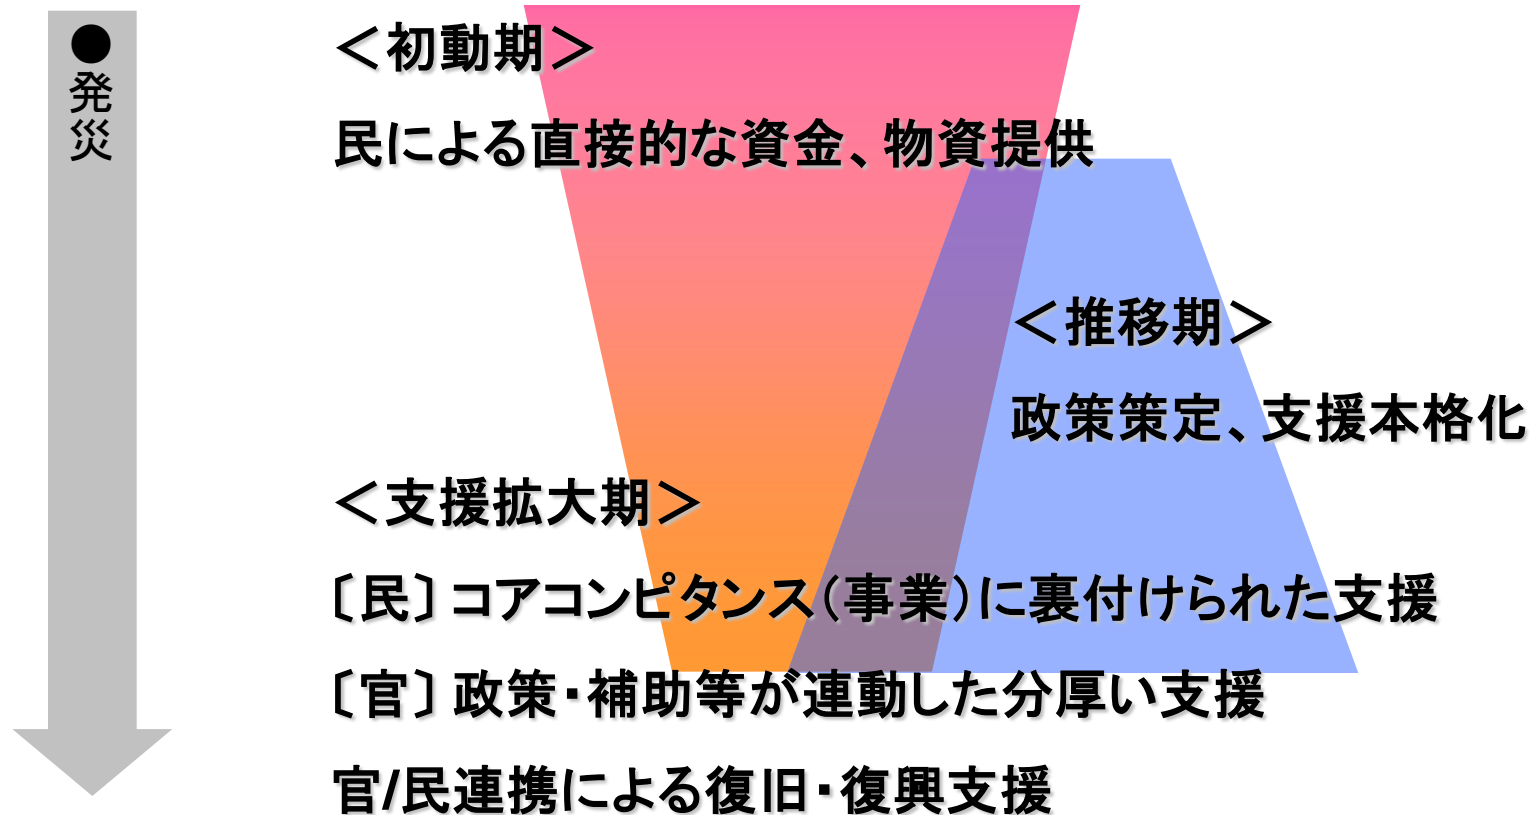 ●発災
＜初動期＞
民による直接的な資金、物資提供
＜推移期＞
政策策定、支援本格化
＜支援拡大期＞
〔民〕コアコンピタンス（事業）に裏付けられた支援
〔官〕政策・補助等が連動した分厚い支援
官/民連携による復旧・復興支援